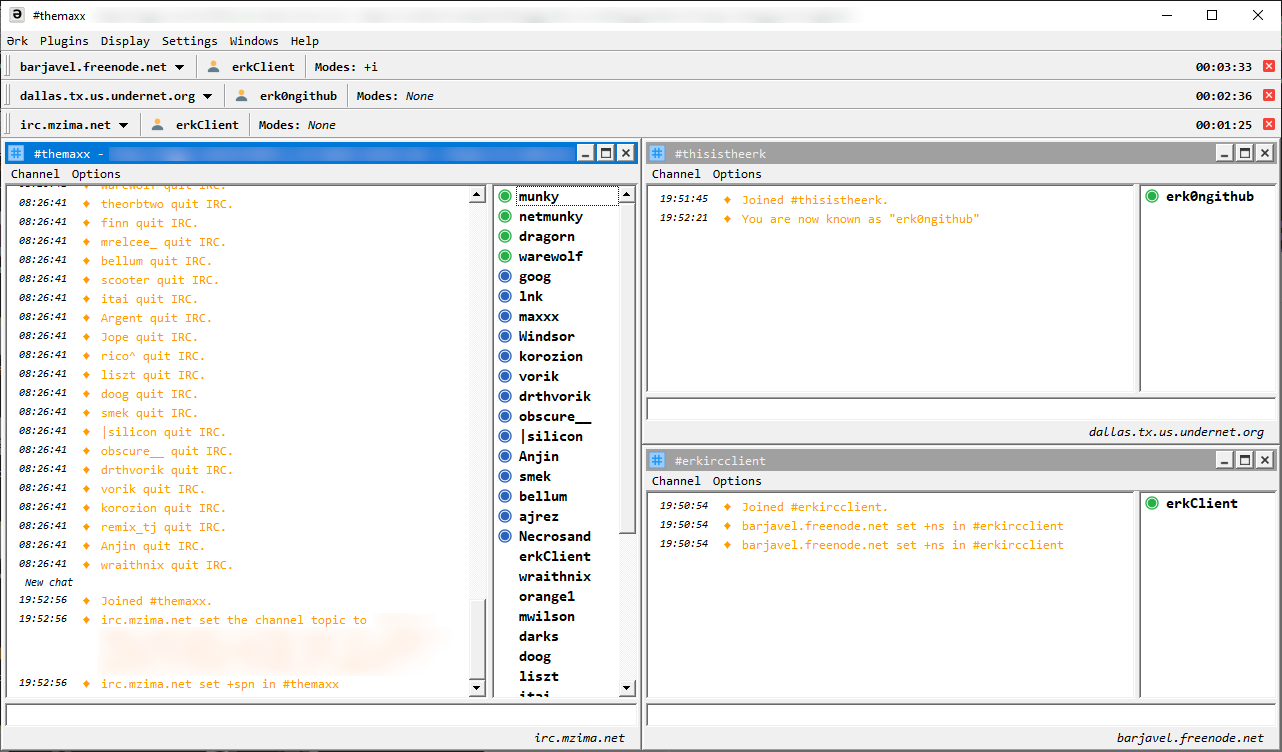 #themaxx
Ərk Plugins Display Settings Windows Help
barjavel.freenode.net erkClient Modes: +i 00:03:33
dallas.tx.us.undernet.org erk0ngithub Modes: None 00:02:36
irc.mzima.net erkClient Modes: None 00:01:25
#themaxx -
Channel Options
theorbtwo quit IRC.
08:26:41 ♦ theorbtwo quit IRC.
08:26:41 ♦ finn quit IRC.
08:26:41 ♦ mrelcee_ quit IRC.
08:26:41 ♦ bellum quit IRC.
08:26:41 ♦ scooter quit IRC.
08:26:41 ♦ itai quit IRC.
08:26:41 ♦ Argent quit IRC.
08:26:41 ♦ Jope quit IRC.
08:26:41 ♦ rico^ quit IRC.
08:26:41 ♦ liszt quit IRC.
08:26:41 ♦ doog quit IRC.
08:26:41 ♦ smek quit IRC.
08:26:41 ♦ |silicon quit IRC.
08:26:41 ♦ obscure__ quit IRC.
08:26:41 ♦ drthvorik quit IRC.
08:26:41 ♦ vorik quit IRC.
08:26:41 ♦ korozion quit IRC.
08:26:41 ♦ remix_tj quit IRC.
08:26:41 ♦ Anjin quit IRC.
08:26:41 ♦ wraithnix quit IRC.
New chat
19:52:56 ♦ Joined #themaxx.
19:52:56 ♦ irc.mzima.net set the channel topic to
19:52:56 ♦ irc.mzima.net set +spn in #themaxx
munky
netmunky
dragorn
warewolf
goog
lnk
maxxx
Windsor
korozion
vorik
drthvorik
obscure__
|silicon
Anjin
smek
bellum
ajrez
Necrosand
erkClient
wraithnix
orange1
mwilson
darks
doog
liszt
itai
irc.mzima.net
#thisistheerk
Channel Options
19:51:45 ♦ Joined #thisistheerk.
19:52:21 ♦ You are now known as "erk0ngithub"
erk0ngithub
dallas.tx.us.undernet.org
#erkircclient
Channel Options
19:50:54 ♦ Joined #erkircclient.
19:50:54 ♦ barjavel.freenode.net set +ns in #erkircclient
19:50:54 ♦ barjavel.freenode.net set +ns in #erkircclient
erkClient
barjavel.freenode.net